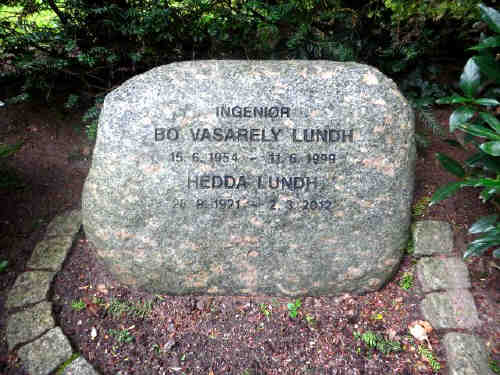 INGENIØR
BO VASARELY LUNDH
15.6.1954 - 11.6.1999
HEDDA LUNDH
26.8.1921 - 2.3.2012